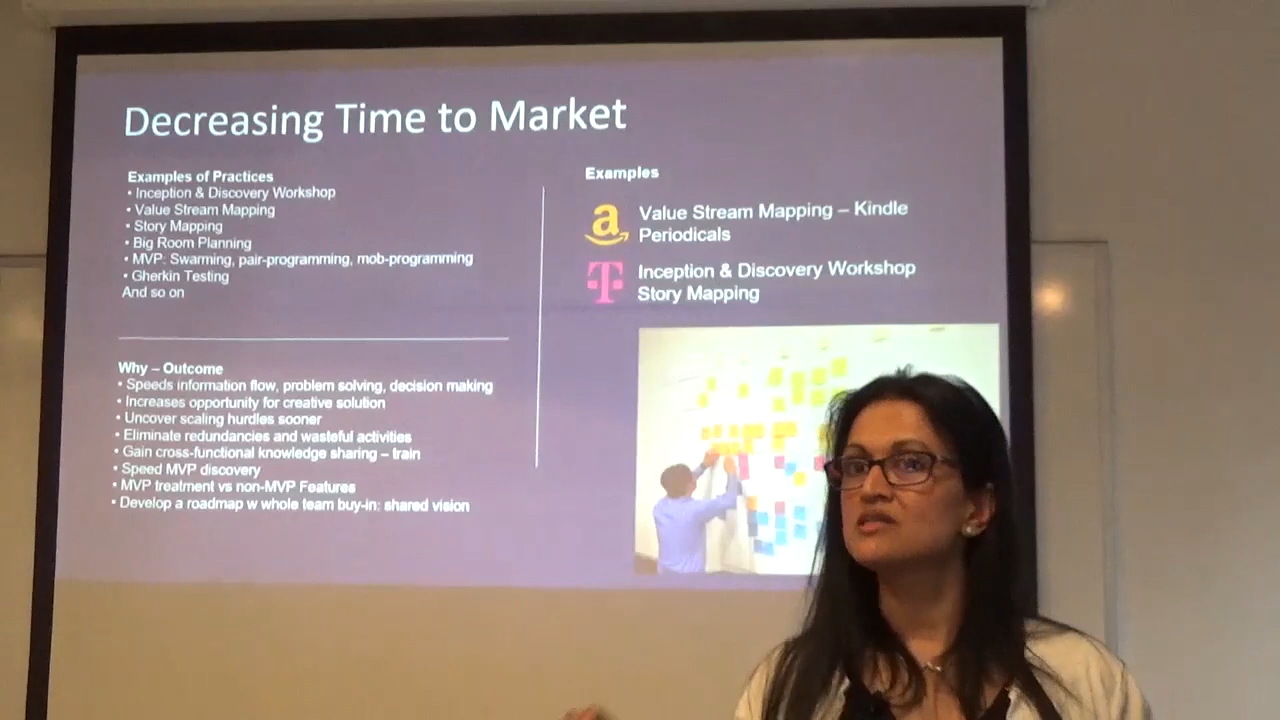 Decreasing Time to Market
Examples of Practices
• Inception & Discovery Workshop
• Value Stream Mapping
• Story Mapping
• Big Room Planning
• MVP: Swarming, pair-programming, mob-programming
• Gherkin Testing
And so on
Why – Outcome
• Speeds information flow, problem solving, decision making
• Increases opportunity for creative solution
• Uncover scaling hurdles sooner
• Eliminate redundancies and wasteful activities
• Gain cross-functional knowledge sharing – train
• Speed MVP discovery
• MVP treatment vs non-MVP Features
• Develop a roadmap w whole team buy-in: shared vision
Examples
a
Value Stream Mapping – Kindle
Periodicals
T
Inception & Discovery Workshop
Story Mapping